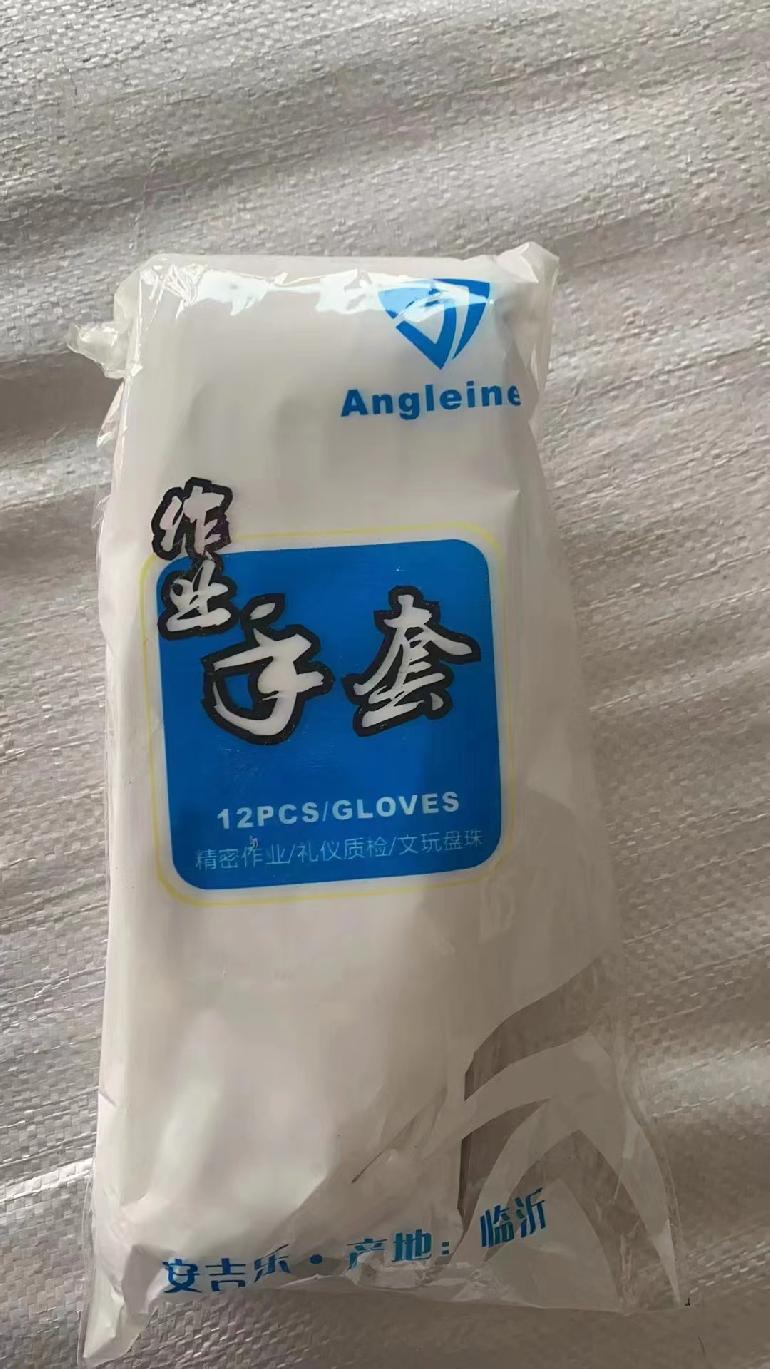 Angleine
作业
手套
12PCS/GLOVES
精密作业/礼仪质检/文玩盘珠
安吉乐·产地:临沂